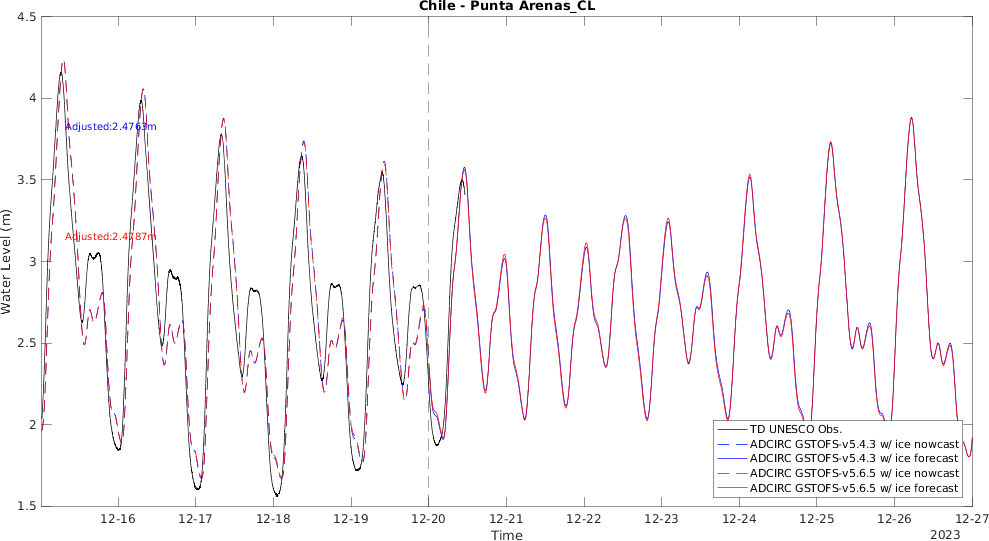 Chile - Punta Arenas_CL
4.5
4
3.5
3
2.5
2
1.5
Water Level (m)
Adjusted:2.4763m
Adjusted:2.4787m
TD UNESCO Obs.
ADCIRC GSTOFS-v5.4.3 w/ ice nowcast
ADCIRC GSTOFS-v5.4.3 w/ ice forecast
ADCIRC GSTOFS-v5.6.5 w/ ice nowcast
ADCIRC GSTOFS-v5.6.5 w/ ice forecast
12-16 12-17 12-18 12-19 12-20 12-21 12-22 12-23 12-24 12-25 12-26 12-27
Time
2023